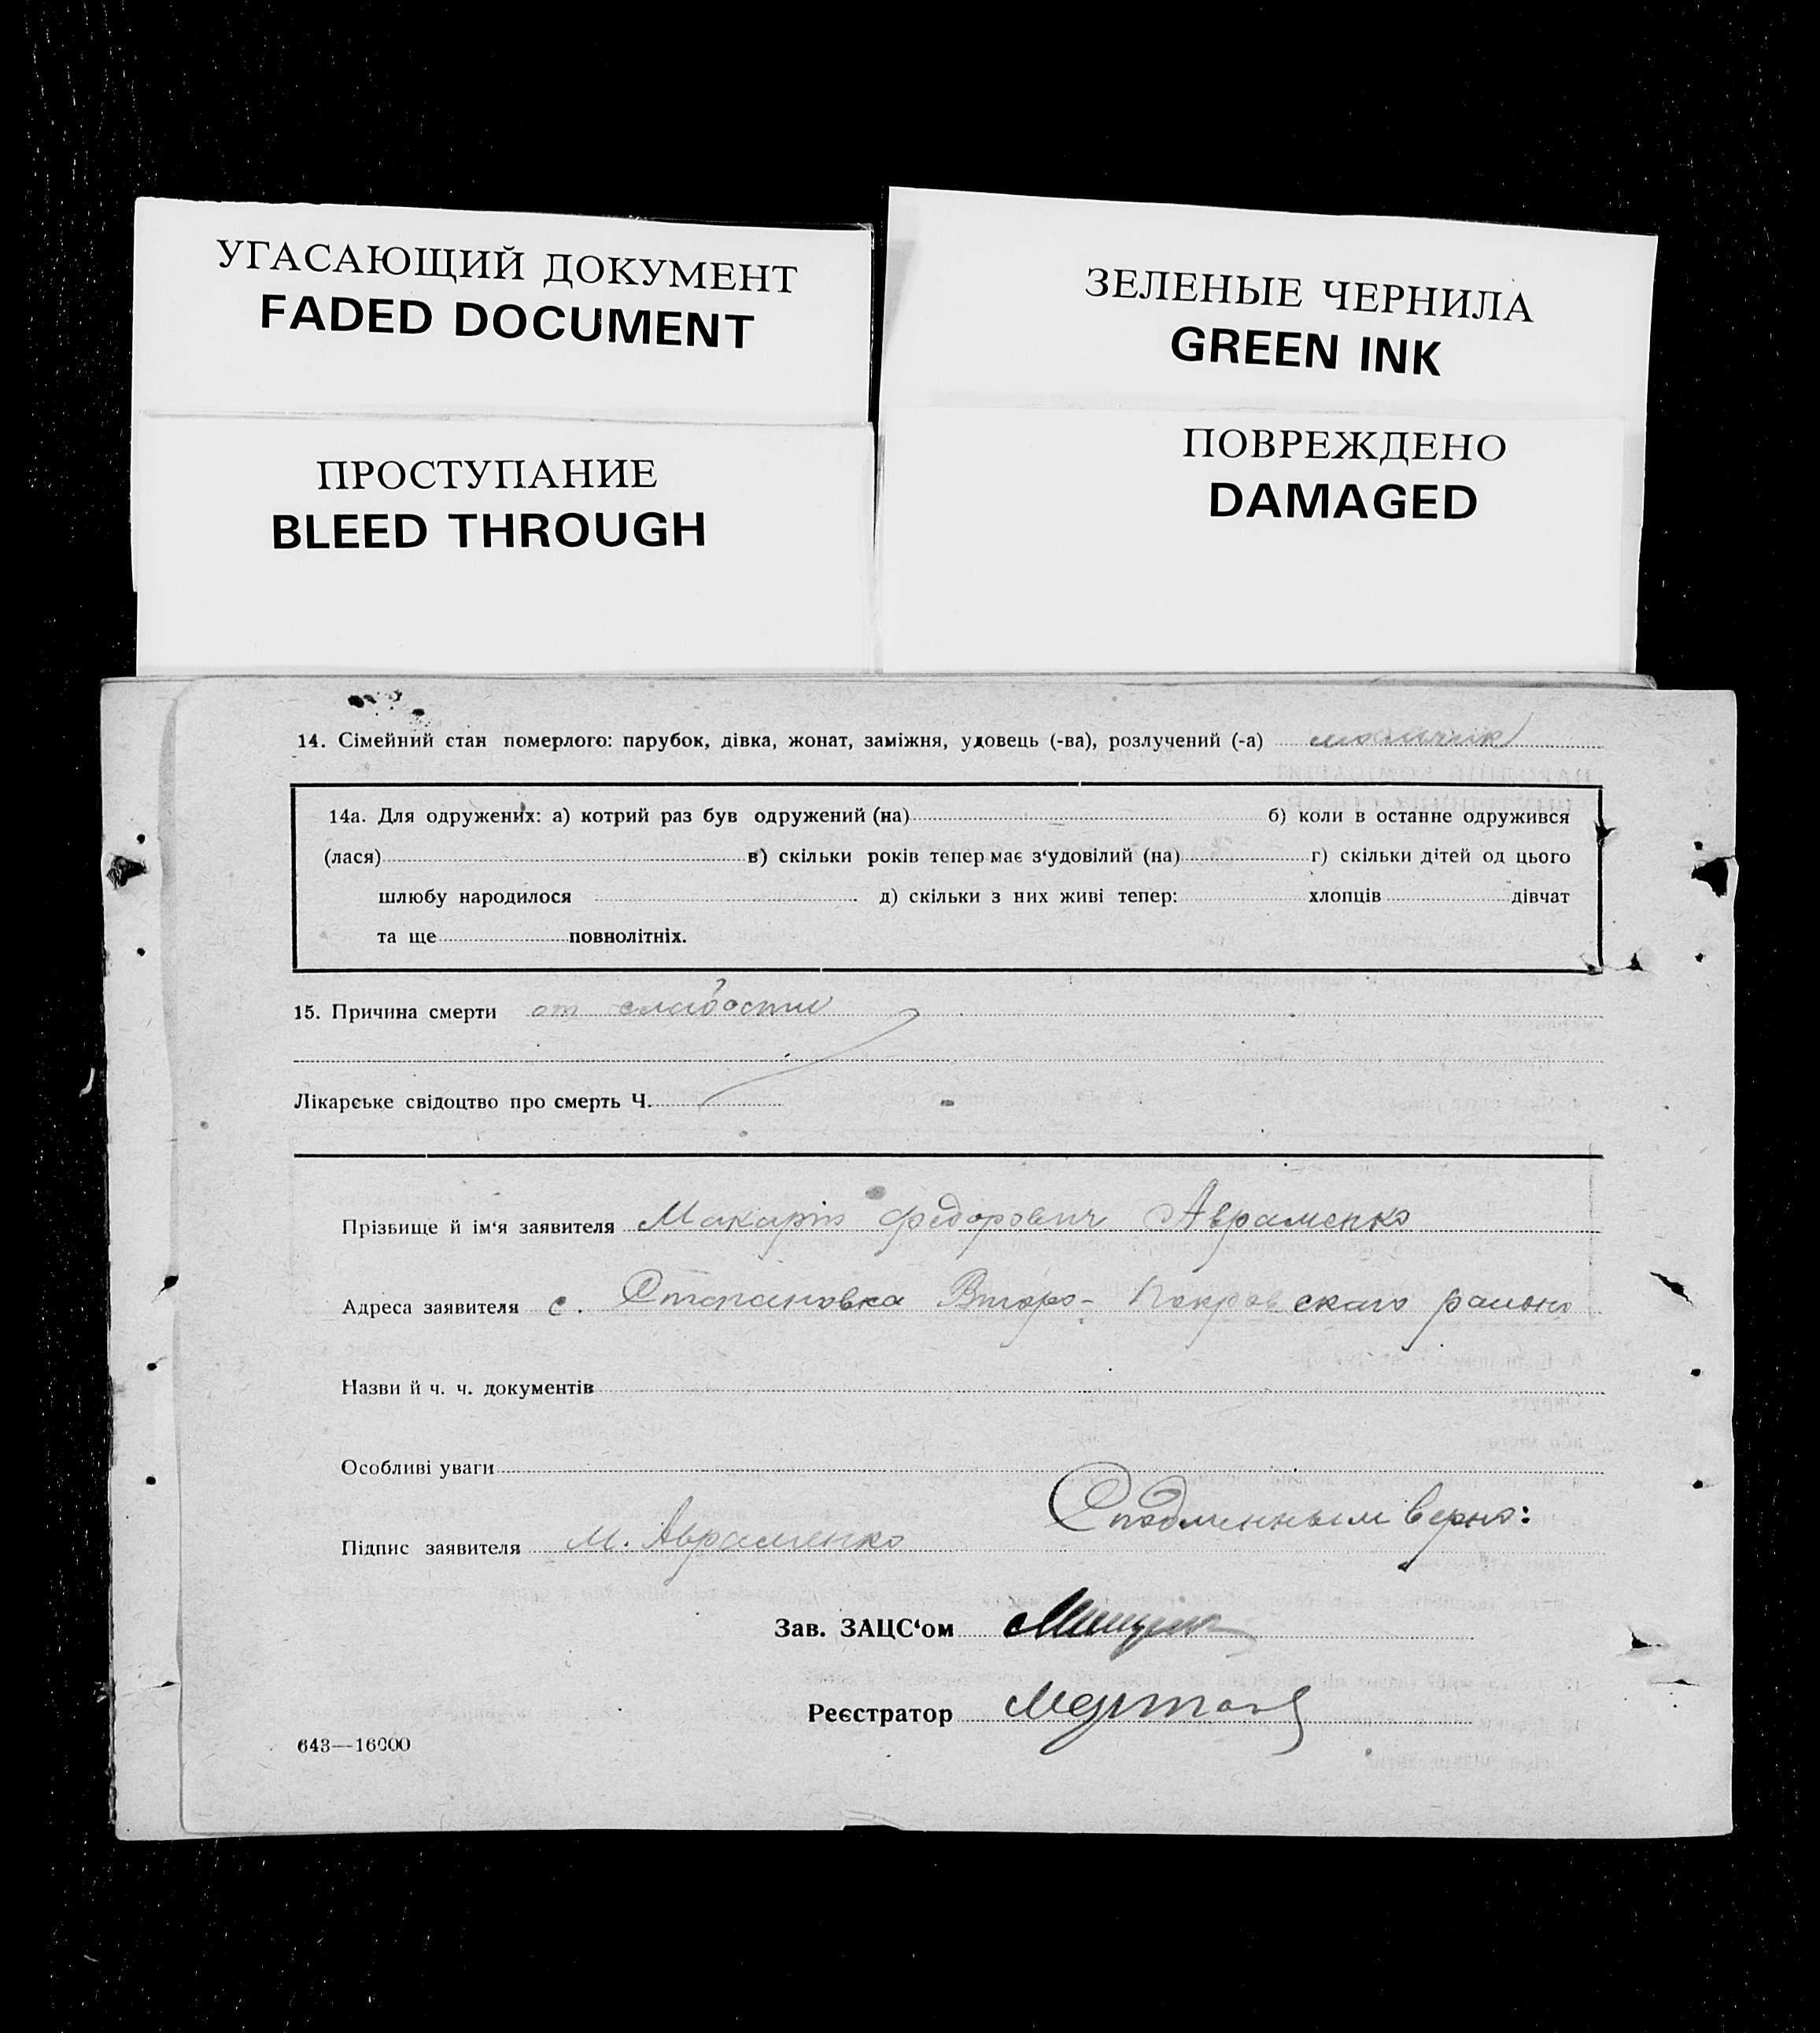 УГАСАЮЩИЙ ДОКУМЕНТ
FADED DOCUMENT
ЗЕЛЕНЫЕ ЧЕРНИЛА
GREEN INK
ПРОСТУПАНИЕ
BLEED THROUGH
ПОВРЕЖДЕНО
DAMAGED
14. Сімейний стан померлого: парубок, дівка, жонат, заміжня, удовець (-ва), розлучений (-а) мальчик
14а. Для одружених: а) котрий раз був одружений (на) б) коли в останне одружився
(лася) в) скільки років тепер має з‘удовілий (на) г) скільки дітей од цього
шлюбу народилося д) скільки з них живі тепер: хлопців дівчат
та ще повнолітніх.
15. Причина смерти от слабости
Лікарське свідоцтво про смерть Ч.
Прізвище й ім‘я заявителя Макарий Федорович Авраменко
Адреса заявителя с. Степановка Второ-Покровскаго района
Назви й ч. ч. документів
Особливі уваги
С подлинным верно:
Підпис заявителя М. Авраменко
Зав. ЗАЦС‘ом
Реєстратор
643—16000